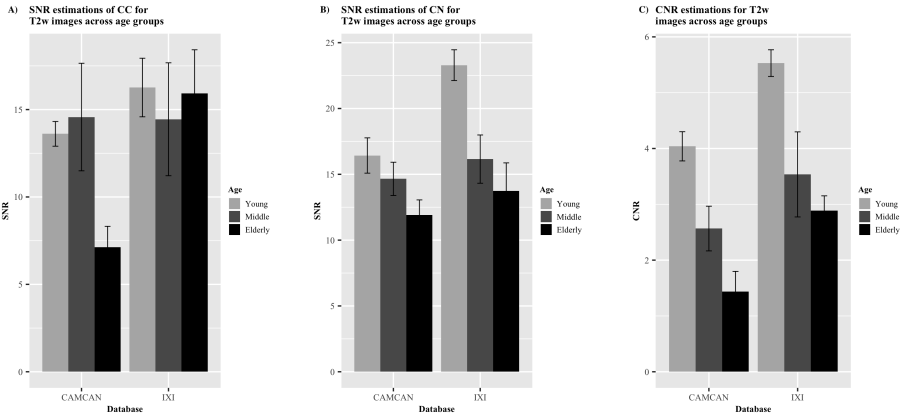 A) SNR estimations of CC for
T2w images across age groups
15
10
5
0
SNR
CAMCAN IXI
Database
Age
Young
Middle
Elderly
B) SNR estimations of CN for
T2w images across age groups
25
20
15
10
5
0
SNR
CAMCAN IXI
Database
Age
Young
Middle
Elderly
C) CNR estimations for T2w
images across age groups
6
4
2
0
CNR
CAMCAN IXI
Database
Age
Young
Middle
Elderly